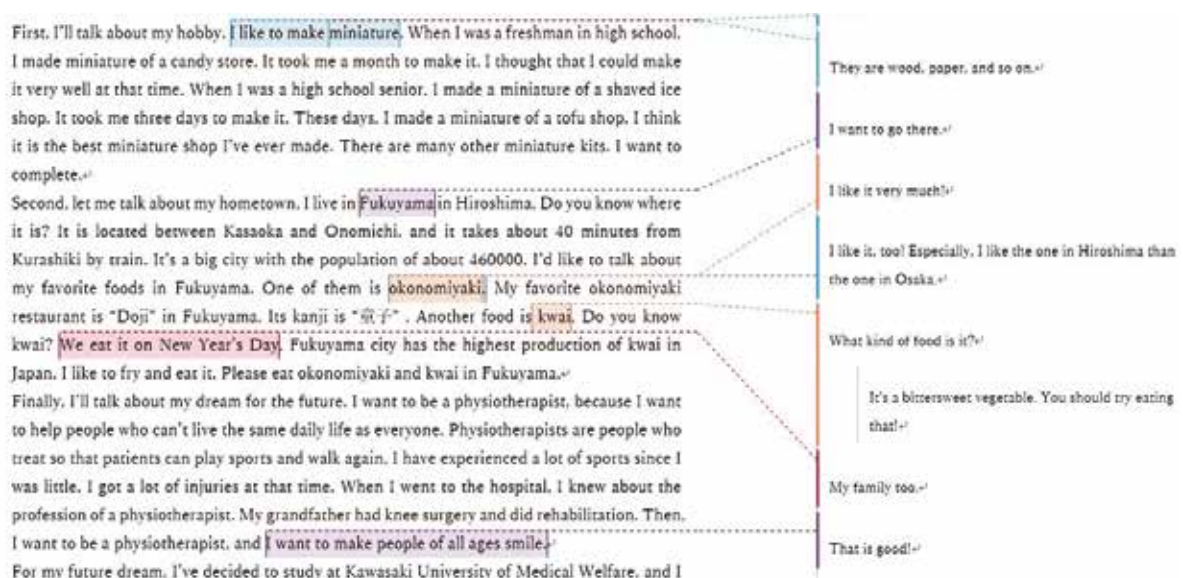 First, I'll talk about my hobby. I like to make miniature. When I was a freshman in high school,
I made miniature of a candy store. It took me a month to make it. I thought that I could make
it very well at that time. When I was a high school senior, I made a miniature of a shaved ice
shop. It took me three days to make it. These days, I made a miniature of a tofu shop. I think
it is the best miniature shop I've ever made. There are many other miniature kits. I want to
complete.
Second, let me talk about my hometown. I live in Fukuyama in Hiroshima. Do you know where
it is? It is located between Kasaoka and Onomichi, and it takes about 40 minutes from
Kurashiki by train. It's a big city with the population of about 460000. I'd like to talk about
my favorite foods in Fukuyama. One of them is okonomiyaki. My favorite okonomiyaki
restaurant is "Doji" in Fukuyama. Its kanji is "童子" . Another food is kwai. Do you know
kwai? We eat it on New Year's Day. Fukuyama city has the highest production of kwai in
Japan. I like to fry and eat it. Please eat okonomiyaki and kwai in Fukuyama.
Finally, I'll talk about my dream for the future. I want to be a physiotherapist, because I want
to help people who can't live the same daily life as everyone. Physiotherapists are people who
treat so that patients can play sports and walk again. I have experienced a lot of sports since I
was little. I got a lot of injuries at that time. When I went to the hospital, I knew about the
profession of a physiotherapist. My grandfather had knee surgery and did rehabilitation. Then,
I want to be a physiotherapist, and I want to make people of all ages smile.
For my future dream, I've decided to study at Kawasaki University of Medical Welfare, and I
They are wood, paper, and so on.
I want to go there.
I like it very much!
I like it, too! Especially, I like the one in Hiroshima than
the one in Osaka.
What kind of food is it?
It's a bittersweet vegetable. You should try eating
that!
My family too.
That is good!